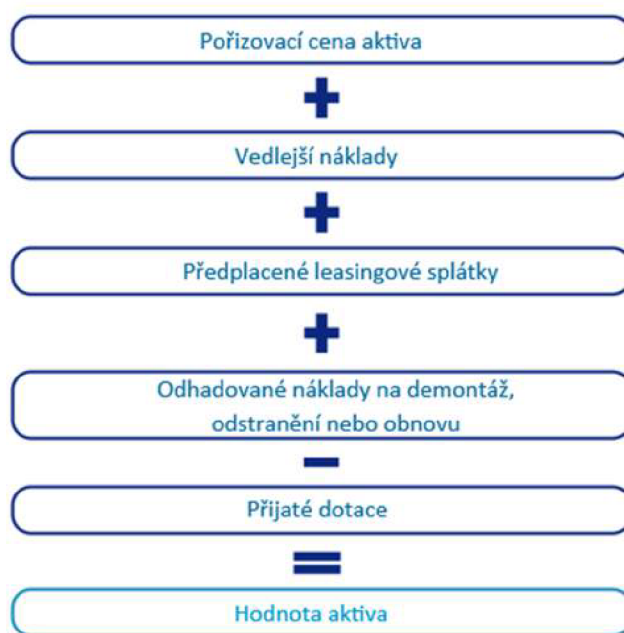 Pořizovací cena aktiva
+
Vedlejší náklady
+
Předplacené leasingové splátky
+
Odhadované náklady na demontáž,
odstranění nebo obnovu
−
Přijaté dotace
=
Hodnota aktiva